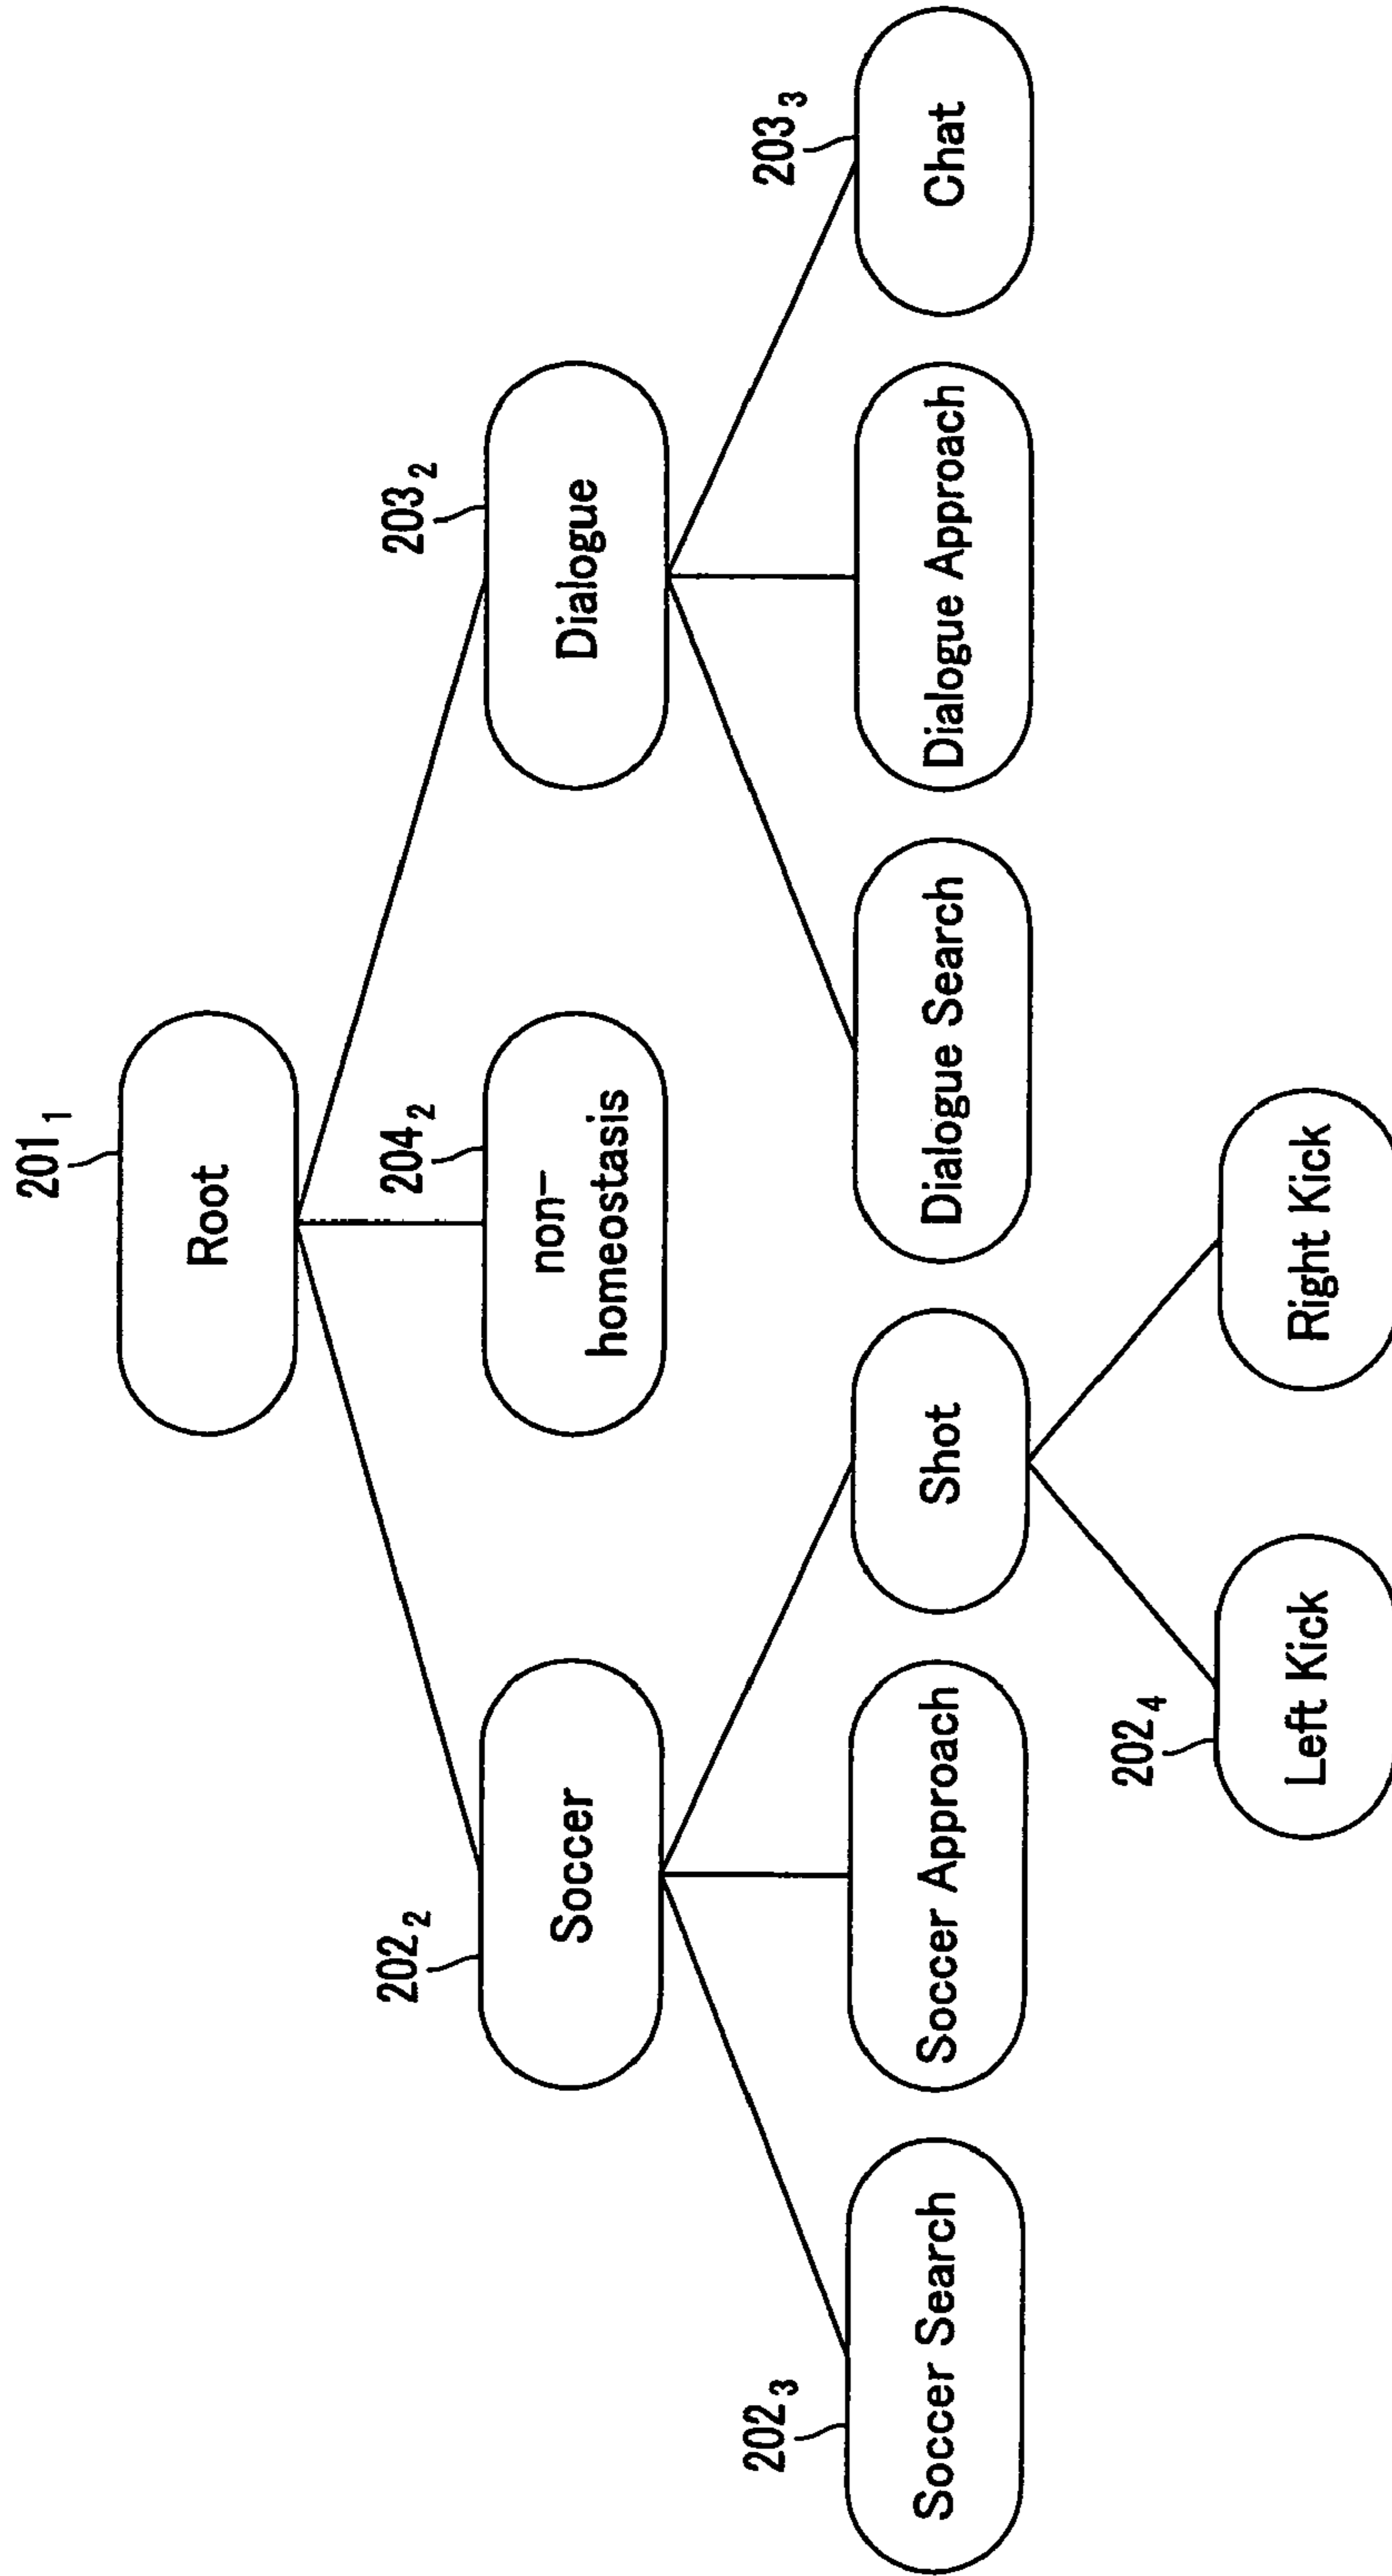 201₁
Root
202₂
204₂
203₂
Soccer
non-
homeostasis
Dialogue
202₃
203₃
Soccer Search
Soccer Approach
Shot
Dialogue Search
Dialogue Approach
Chat
202₄
Left Kick
Right Kick